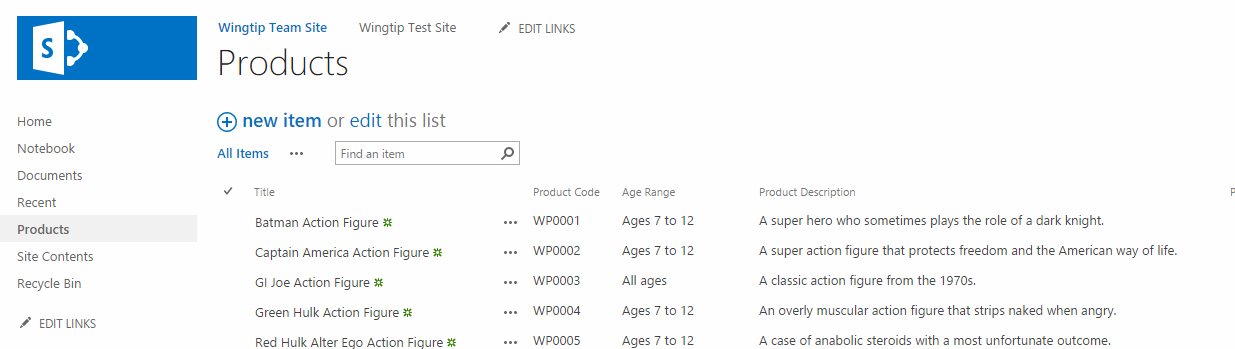 S
Wingtip Team Site Wingtip Test Site EDIT LINKS
Products
Home
Notebook
Documents
Recent
Products
Site Contents
Recycle Bin
EDIT LINKS
new item or edit this list
All Items ••• Find an item
Title Product Code Age Range Product Description P
Batman Action Figure ••• WP0001 Ages 7 to 12 A super hero who sometimes plays the role of a dark knight.
Captain America Action Figure ••• WP0002 Ages 7 to 12 A super action figure that protects freedom and the American way of life.
GI Joe Action Figure ••• WP0003 All ages A classic action figure from the 1970s.
Green Hulk Action Figure ••• WP0004 Ages 7 to 12 An overly muscular action figure that strips naked when angry.
Red Hulk Alter Ego Action Figure ••• WP0005 Ages 7 to 12 A case of anabolic steroids with a most unfortunate outcome.